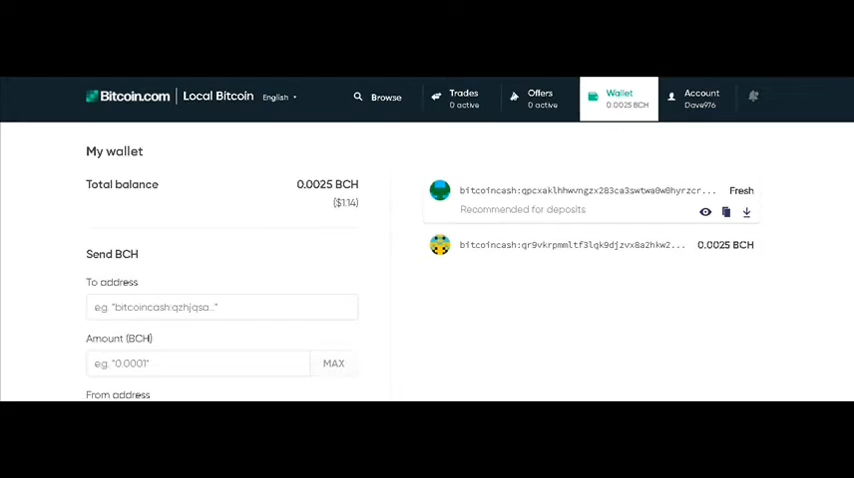 Bitcoin.com | Local Bitcoin English
Browse
Trades
0 active
Offers
0 active
Wallet
0.0025 BCH
Account
Dave976
My wallet
Total balance 0.0025 BCH
($1.14)
Send BCH
To address
eg. "bitcoincash:qzhjqsa..."
Amount (BCH)
eg. "0.0001" MAX
From address
bitcoincash:qpcxaklhhwvngzx283ca3swtwa0w0hyrzcr... Fresh
Recommended for deposits
bitcoincash:qr9vkrpmmltf3lqk9djzvx8a2hkw2... 0.0025 BCH